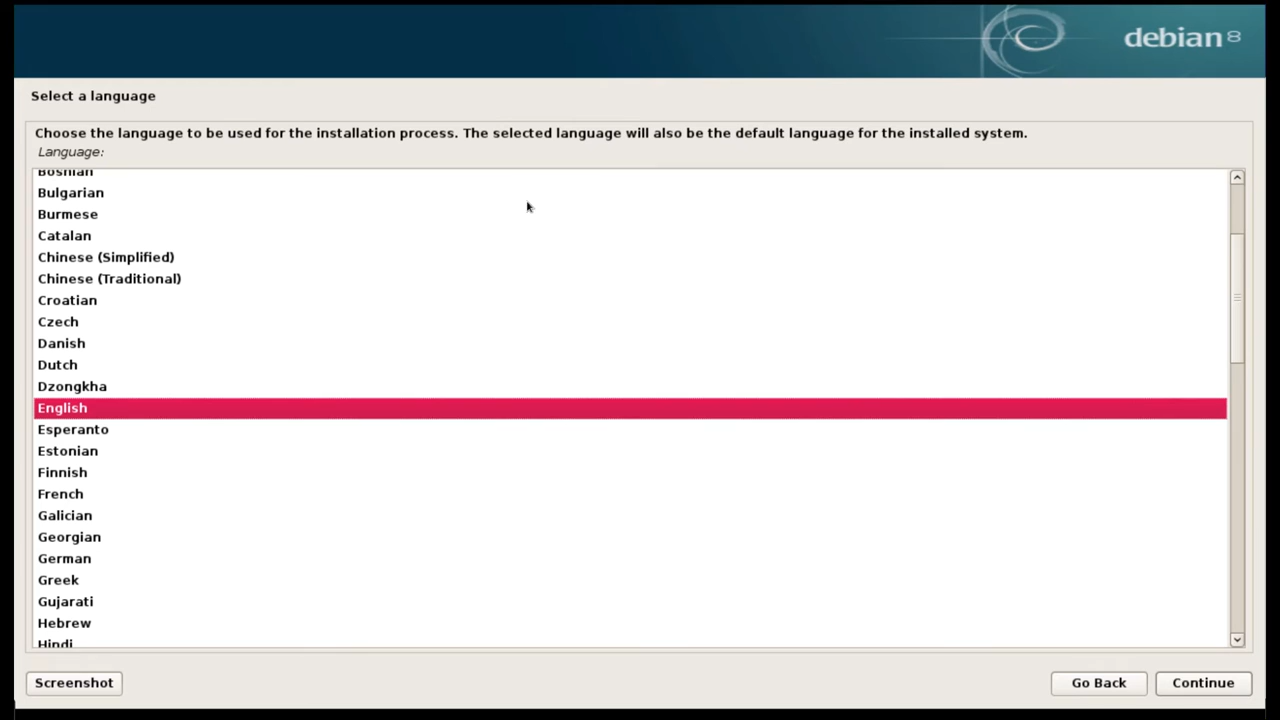 debian 8
Select a language
Choose the language to be used for the installation process. The selected language will also be the default language for the installed system.
Language:
Bosnian
Bulgarian
Burmese
Catalan
Chinese (Simplified)
Chinese (Traditional)
Croatian
Czech
Danish
Dutch
Dzongkha
English
Esperanto
Estonian
Finnish
French
Galician
Georgian
German
Greek
Gujarati
Hebrew
Hindi
Screenshot
Go Back
Continue